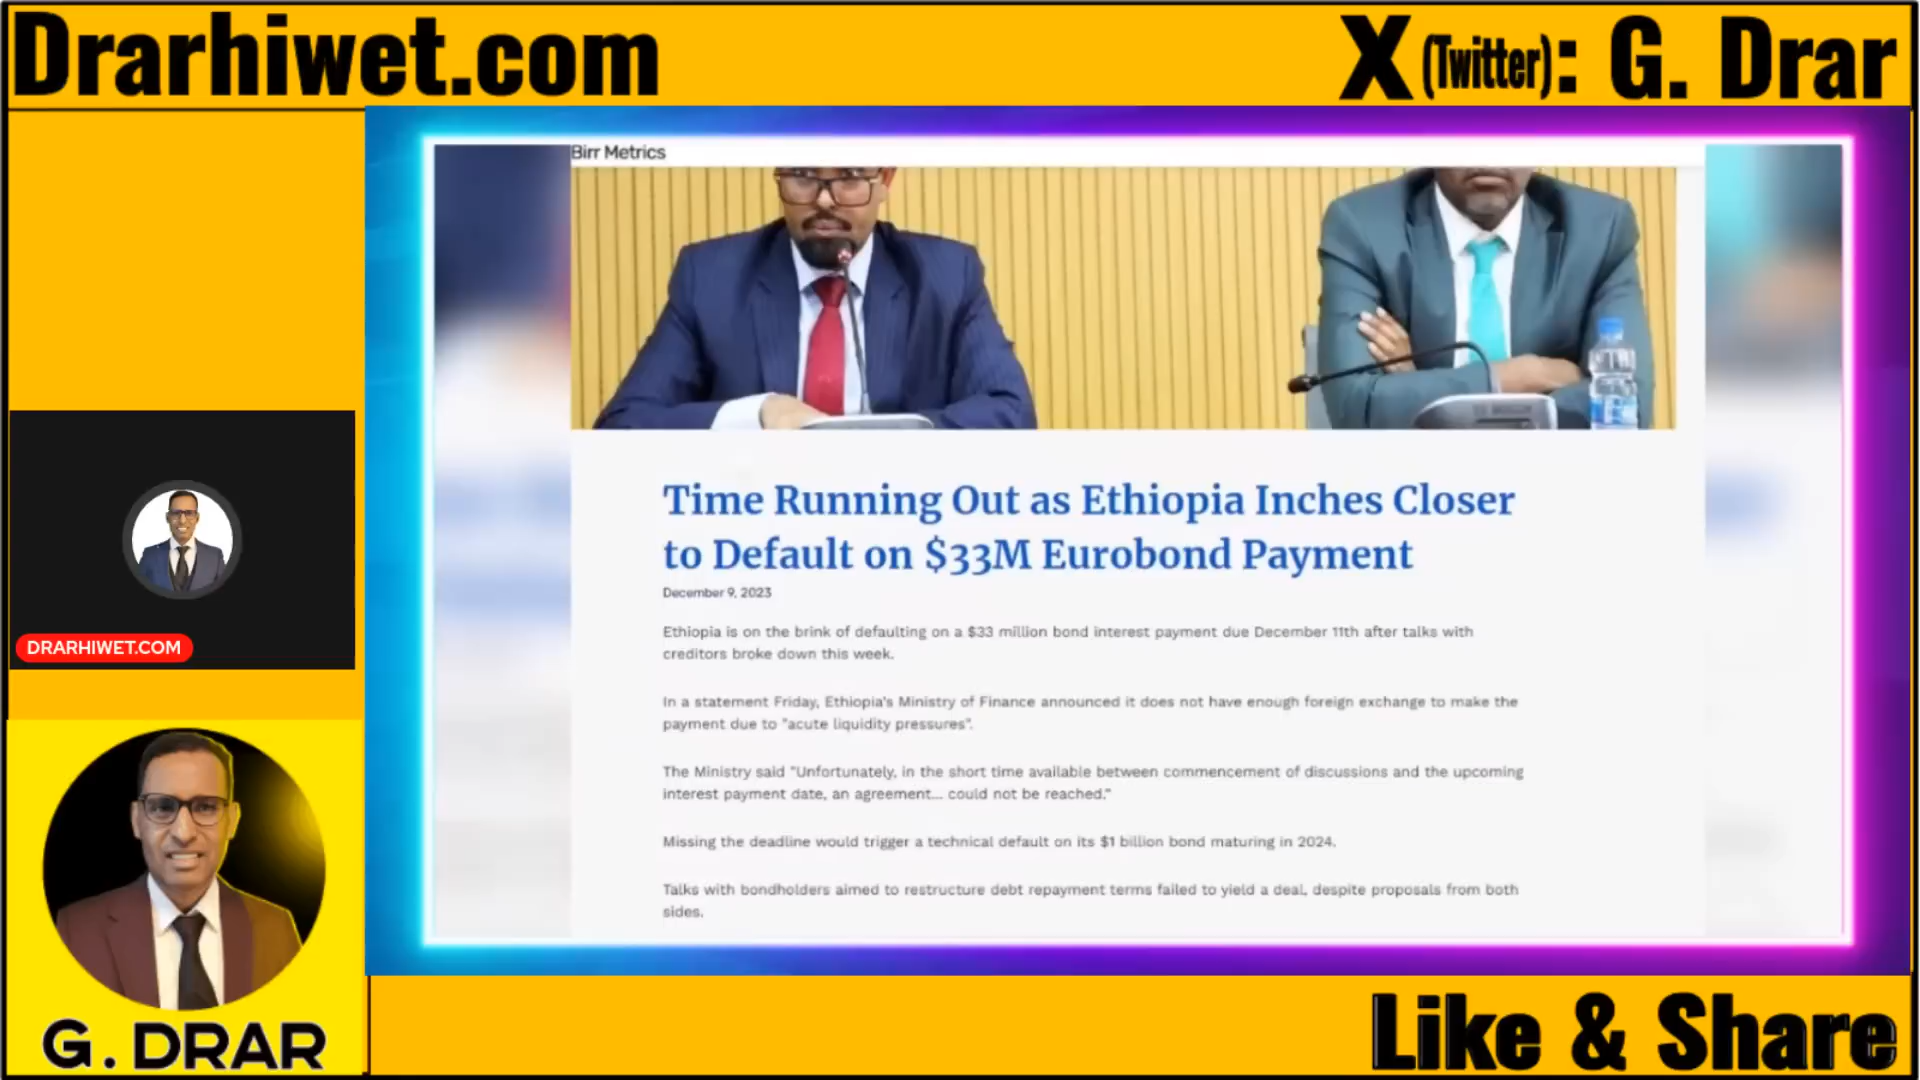 Drarhiwet.com
X (Twitter): G. Drar
Birr Metrics
Time Running Out as Ethiopia Inches Closer
to Default on $33M Eurobond Payment
December 9, 2023
Ethiopia is on the brink of defaulting on a $33 million bond interest payment due December 11th after talks with
creditors broke down this week.
In a statement Friday, Ethiopia's Ministry of Finance announced it does not have enough foreign exchange to make the
payment due to "acute liquidity pressures".
The Ministry said "Unfortunately, in the short time available between commencement of discussions and the upcoming
interest payment date, an agreement... could not be reached."
Missing the deadline would trigger a technical default on its $1 billion bond maturing in 2024.
Talks with bondholders aimed to restructure debt repayment terms failed to yield a deal, despite proposals from both
sides.
DRARHIWET.COM
G. DRAR
Like & Share